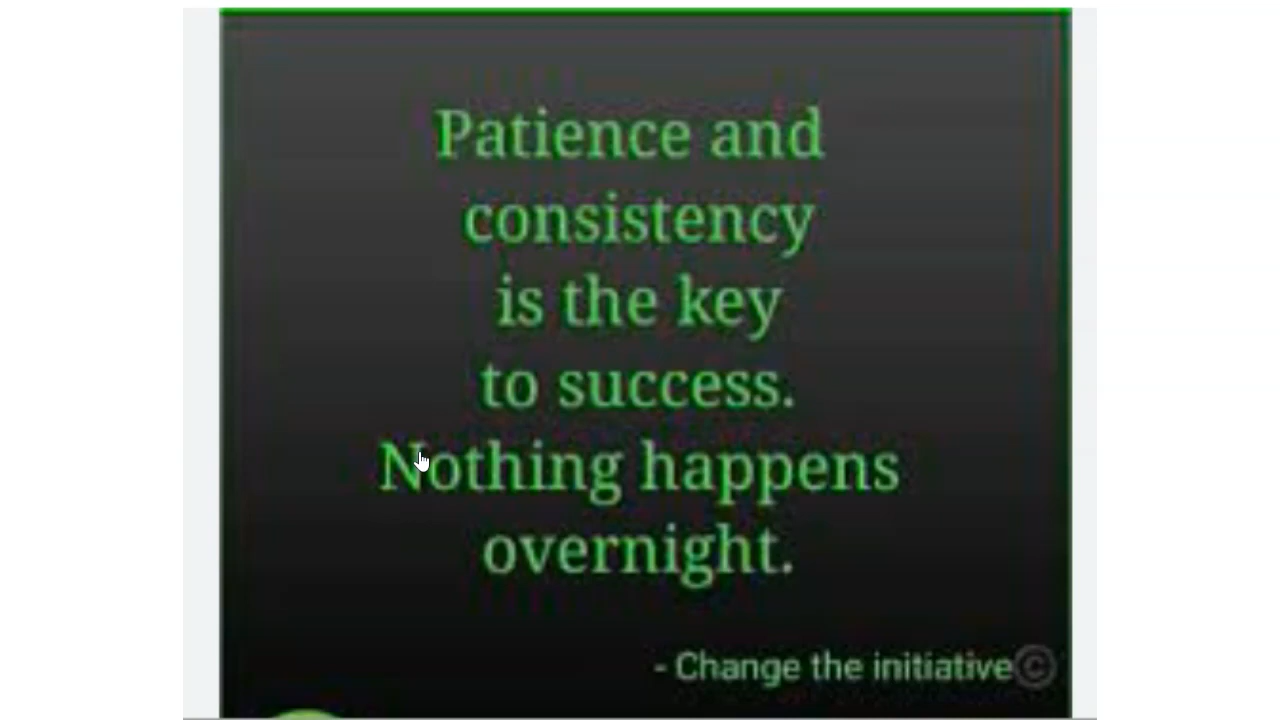 Patience and
consistency
is the key
to success.
Nothing happens
overnight.
- Change the initiative©